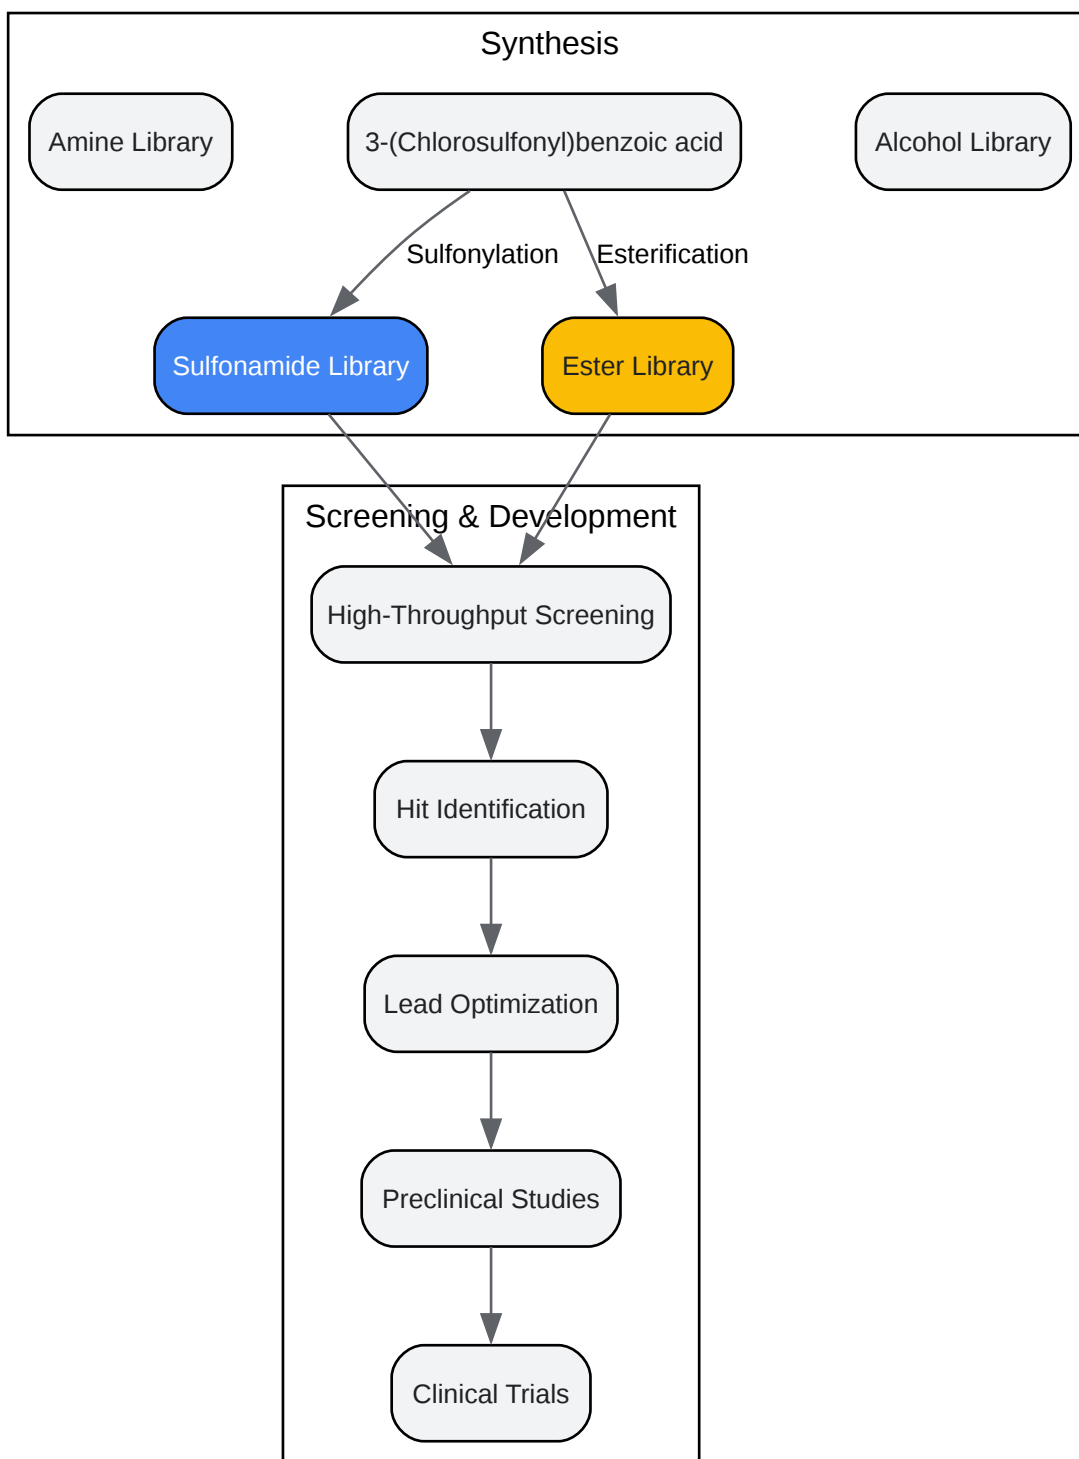 Synthesis
Amine Library
3-(Chlorosulfonyl)benzoic acid
Alcohol Library
Sulfonylation
Esterification
Sulfonamide Library
Ester Library
Screening & Development
High-Throughput Screening
Hit Identification
Lead Optimization
Preclinical Studies
Clinical Trials